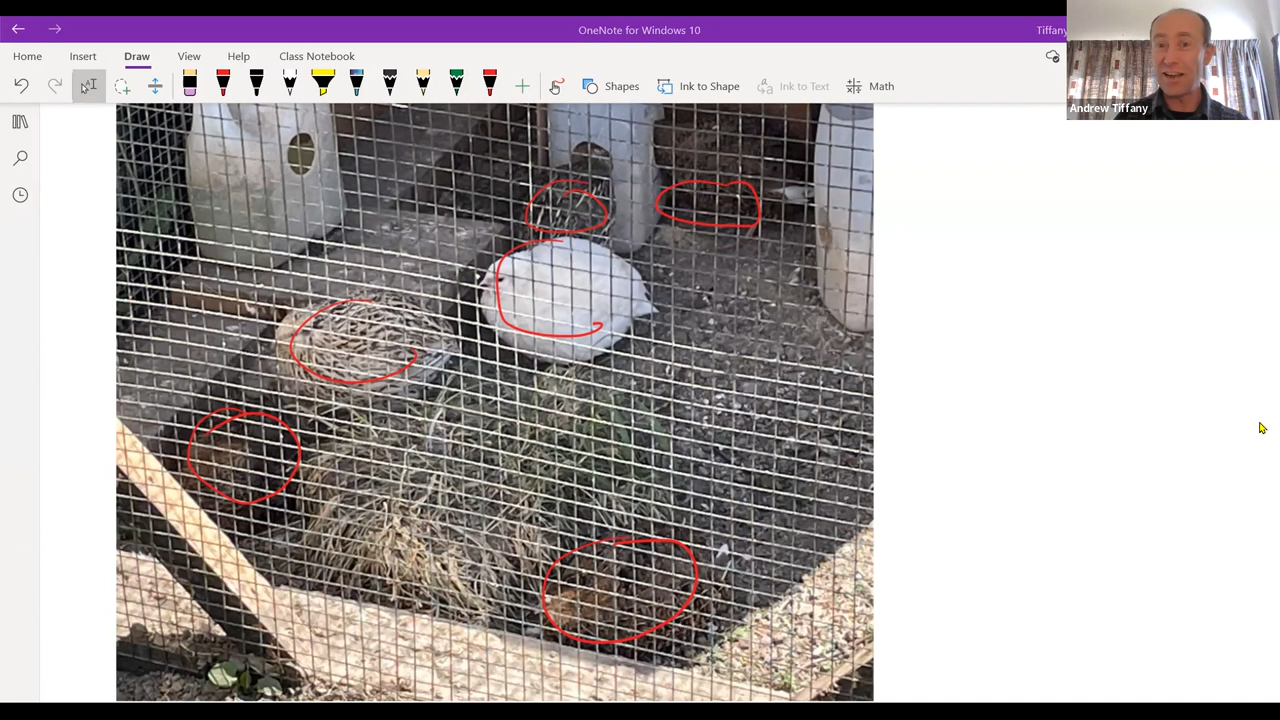 OneNote for Windows 10
Tiffany
Home
Insert
Draw
View
Help
Class Notebook
Shapes
Ink to Shape
Ink to Text
Math
Andrew Tiffany